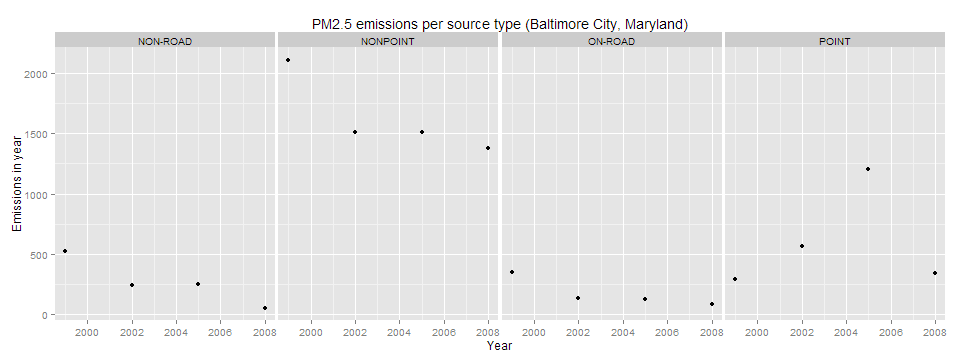 PM2.5 emissions per source type (Baltimore City, Maryland)
NON-ROAD NONPOINT ON-ROAD POINT
Emissions in year
2000
1500
1000
500
0
2000 2002 2004 2006 2008 2000 2002 2004 2006 2008 2000 2002 2004 2006 2008 2000 2002 2004 2006 2008
Year